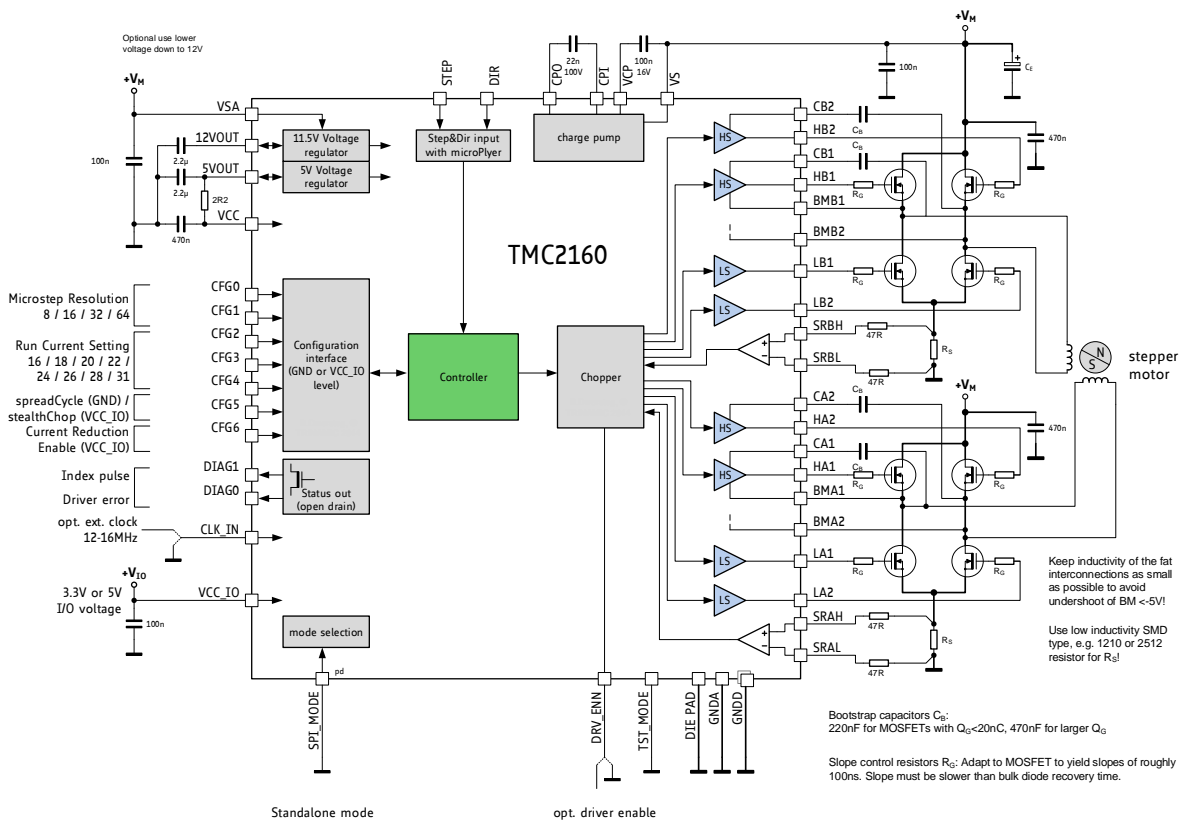 Optional use lower
voltage down to 12V
+VM
VSA
12VOUT
2.2µ
100n
5VOUT
2.2µ
2R2
VCC
470n
11.5V Voltage
regulator
5V Voltage
regulator
STEP
DIR
Step&Dir input
with microPlyer
22n
100V
100n
16V
CPO
CPI
VCP
VS
charge pump
+VM
100n
CE
470n
TMC2160
HS
HS
LS
LS
CB2
CB
HB2
CB1
CB
HB1
RG
RG
BMB1
BMB2
LB1
RG
RG
LB2
SRBH
47R
RS
SRBL
47R
Microstep Resolution
8 / 16 / 32 / 64
Run Current Setting
16 / 18 / 20 / 22 /
24 / 26 / 28 / 31
spreadCycle (GND) /
stealthChop (VCC_IO)
Current Reduction
Enable (VCC_IO)
Index pulse
Driver error
opt. ext. clock
12-16MHz
CFG0
CFG1
CFG2
CFG3
CFG4
CFG5
CFG6
DIAG1
DIAG0
CLK_IN
Configuration
interface
(GND or VCC_IO
level)
Status out
(open drain)
Controller
Chopper
+
−
N
S
stepper
motor
+VM
470n
HS
HS
LS
LS
+
−
CA2
CB
HA2
CA1
CB
HA1
RG
RG
BMA1
BMA2
LA1
RG
RG
LA2
SRAH
47R
RS
SRAL
47R
+VIO
3.3V or 5V
I/O voltage
VCC_IO
100n
mode selection
pd
SPI_MODE
DRV_ENN
TST_MODE
DIE PAD
GNDA
GNDD
Standalone mode
opt. driver enable
Keep inductivity of the fat
interconnections as small
as possible to avoid
undershoot of BM <-5V!
Use low inductivity SMD
type, e.g. 1210 or 2512
resistor for RS!
Bootstrap capacitors CB:
220nF for MOSFETs with QG<20nC, 470nF for larger QG
Slope control resistors RG: Adapt to MOSFET to yield slopes of roughly
100ns. Slope must be slower than bulk diode recovery time.